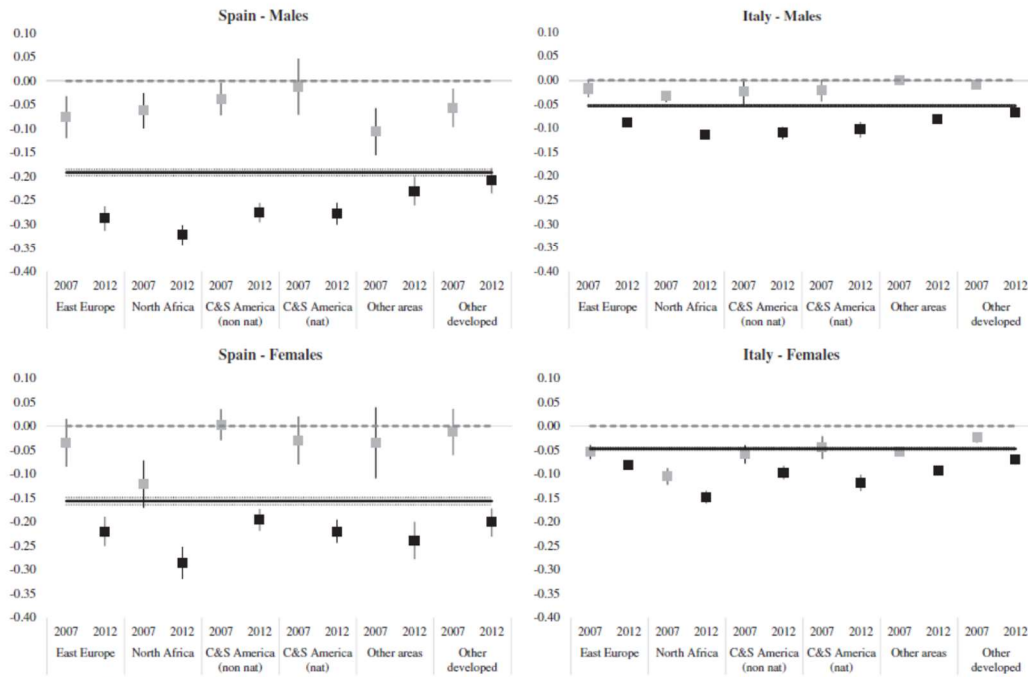 Spain - Males
0.10
0.05
0.00
-0.05
-0.10
-0.15
-0.20
-0.25
-0.30
-0.35
-0.40
2007 2012 2007 2012 2007 2012 2007 2012 2007 2012 2007 2012
East Europe North Africa C&S America C&S America Other areas Other
(non nat) (nat) developed
Italy - Males
0.10
0.05
0.00
-0.05
-0.10
-0.15
-0.20
-0.25
-0.30
-0.35
-0.40
2007 2012 2007 2012 2007 2012 2007 2012 2007 2012 2007 2012
East Europe North Africa C&S America C&S America Other areas Other
(non nat) (nat) developed
Spain - Females
0.10
0.05
0.00
-0.05
-0.10
-0.15
-0.20
-0.25
-0.30
-0.35
-0.40
2007 2012 2007 2012 2007 2012 2007 2012 2007 2012 2007 2012
East Europe North Africa C&S America C&S America Other areas Other
(non nat) (nat) developed
Italy - Females
0.10
0.05
0.00
-0.05
-0.10
-0.15
-0.20
-0.25
-0.30
-0.35
-0.40
2007 2012 2007 2012 2007 2012 2007 2012 2007 2012 2007 2012
East Europe North Africa C&S America C&S America Other areas Other
(non nat) (nat) developed